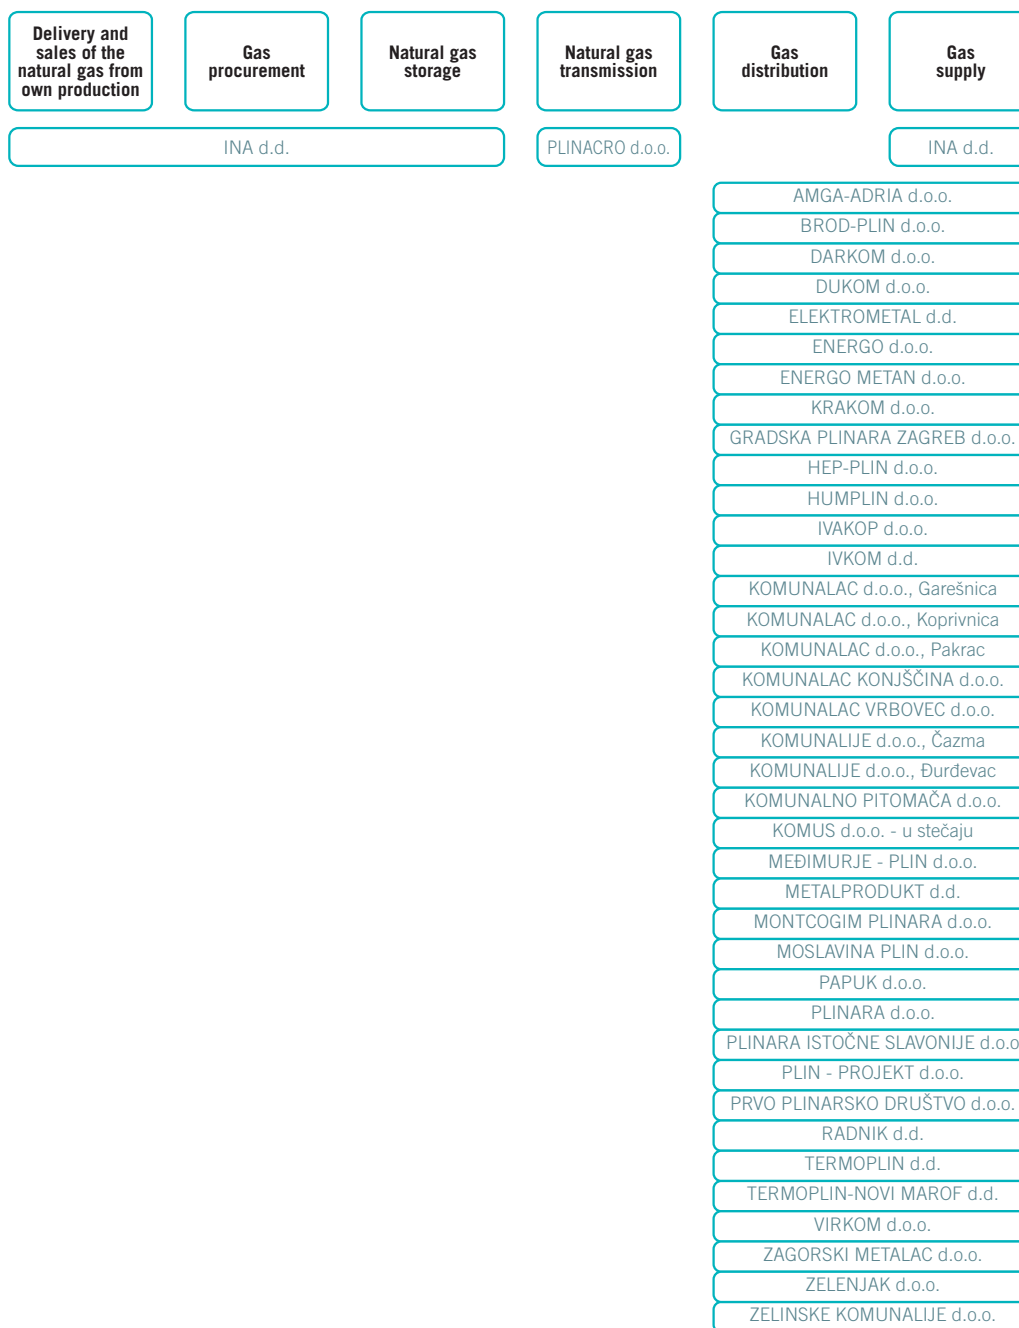 Delivery and
sales of the
natural gas from
own production
Gas
procurement
Natural gas
storage
Natural gas
transmission
Gas
distribution
Gas
supply
INA d.d.
PLINACRO d.o.o.
INA d.d.
AMGA-ADRIA d.o.o.
BROD-PLIN d.o.o.
DARKOM d.o.o.
DUKOM d.o.o.
ELEKTROMETAL d.d.
ENERGO d.o.o.
ENERGO METAN d.o.o.
KRAKOM d.o.o.
GRADSKA PLINARA ZAGREB d.o.o.
HEP-PLIN d.o.o.
HUMPLIN d.o.o.
IVAKOP d.o.o.
IVKOM d.d.
KOMUNALAC d.o.o., Garešnica
KOMUNALAC d.o.o., Koprivnica
KOMUNALAC d.o.o., Pakrac
KOMUNALAC KONJŠČINA d.o.o.
KOMUNALAC VRBOVEC d.o.o.
KOMUNALIJE d.o.o., Čazma
KOMUNALIJE d.o.o., Đurđevac
KOMUNALNO PITOMAČA d.o.o.
KOMUS d.o.o. - u stečaju
MEĐIMURJE - PLIN d.o.o.
METALPRODUKT d.d.
MONTCOGIM PLINARA d.o.o.
MOSLAVINA PLIN d.o.o.
PAPUK d.o.o.
PLINARA d.o.o.
PLINARA ISTOČNE SLAVONIJE d.o.o
PLIN - PROJEKT d.o.o.
PRVO PLINARSKO DRUŠTVO d.o.o.
RADNIK d.d.
TERMOPLIN d.d.
TERMOPLIN-NOVI MAROF d.d.
VIRKOM d.o.o.
ZAGORSKI METALAC d.o.o.
ZELENJAK d.o.o.
ZELINSKE KOMUNALIJE d.o.o.